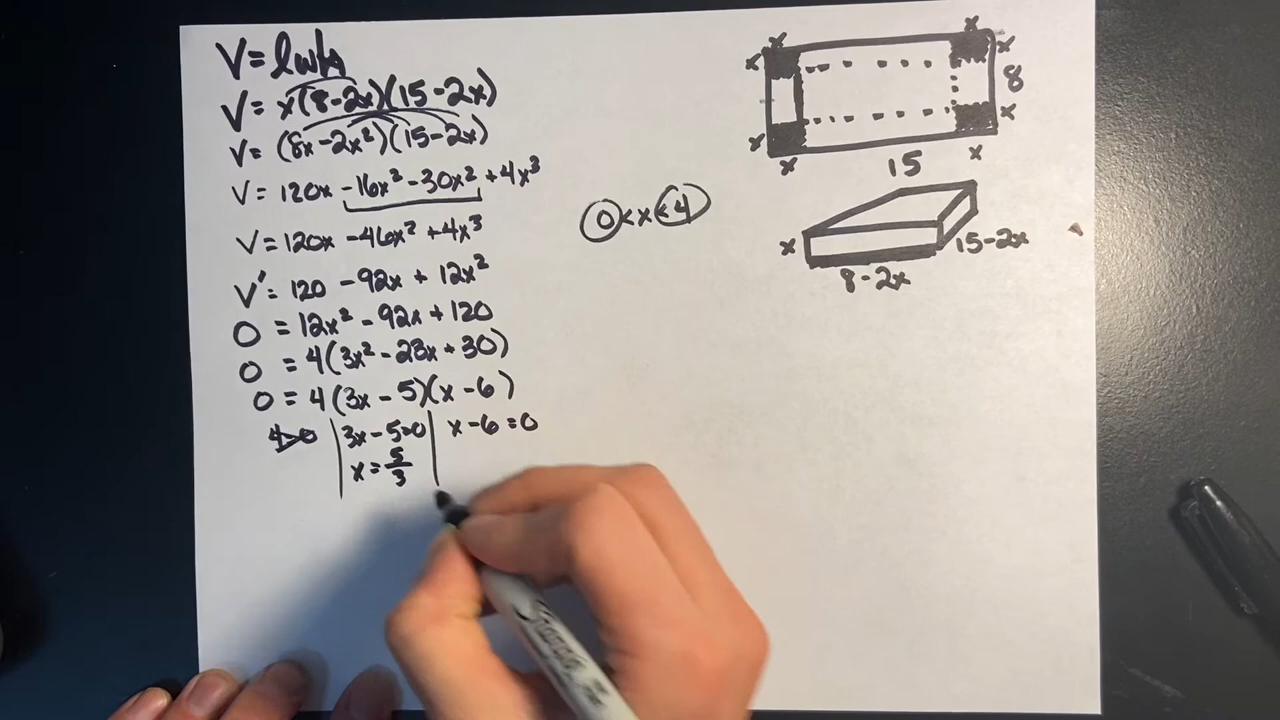 V = lwh
V = x(8-2x)(15-2x)
V = (8x-2x²)(15-2x)
V = 120x -16x² -30x² +4x³
V = 120x -46x² +4x³
V' = 120 -92x + 12x²
0 = 12x² - 92x + 120
0 = 4(3x² - 23x + 30)
0 = 4(3x - 5)(x - 6)
3x - 5=0 | x - 6 = 0
x = 5/3
0 < x < 4
x x
x x
8
x x
x x
15
x
15-2x
8-2x
Sharpie